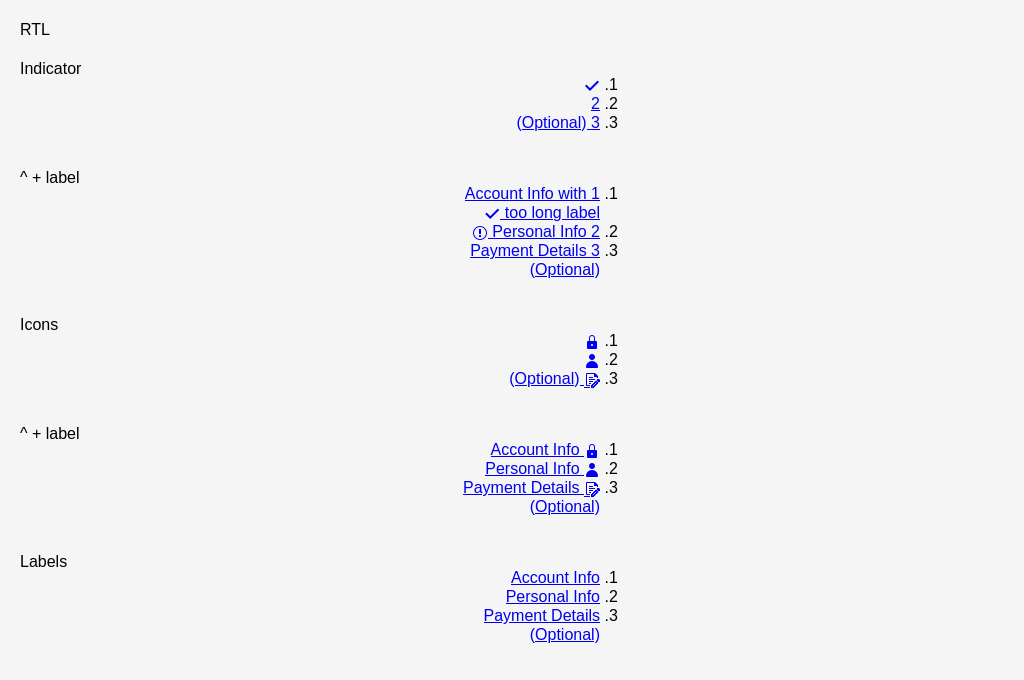 RTL
Indicator
.1
2 .2
(Optional) 3 .3
^ + label
Account Info with 1 .1
too long label
Personal Info 2 .2
Payment Details 3 .3
(Optional)
Icons
.1
.2
(Optional) .3
^ + label
Account Info .1
Personal Info .2
Payment Details .3
(Optional)
Labels
Account Info .1
Personal Info .2
Payment Details .3
(Optional)